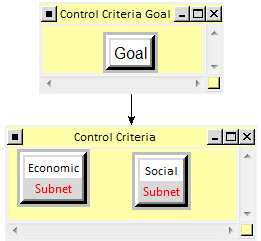 Control Criteria Goal
Goal
Control Criteria
Economic
Subnet
Social
Subnet